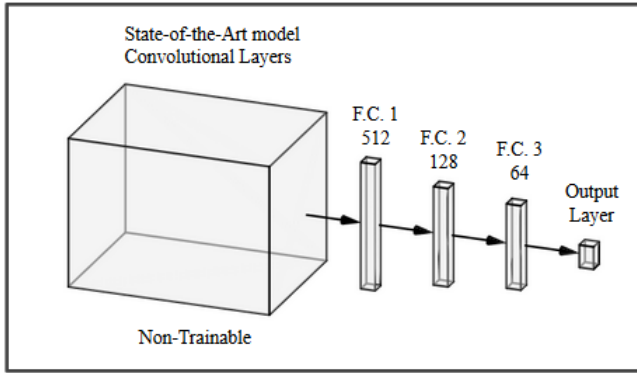 State-of-the-Art model
Convolutional Layers
F.C. 1
512
F.C. 2
128
F.C. 3
64
Output
Layer
Non-Trainable